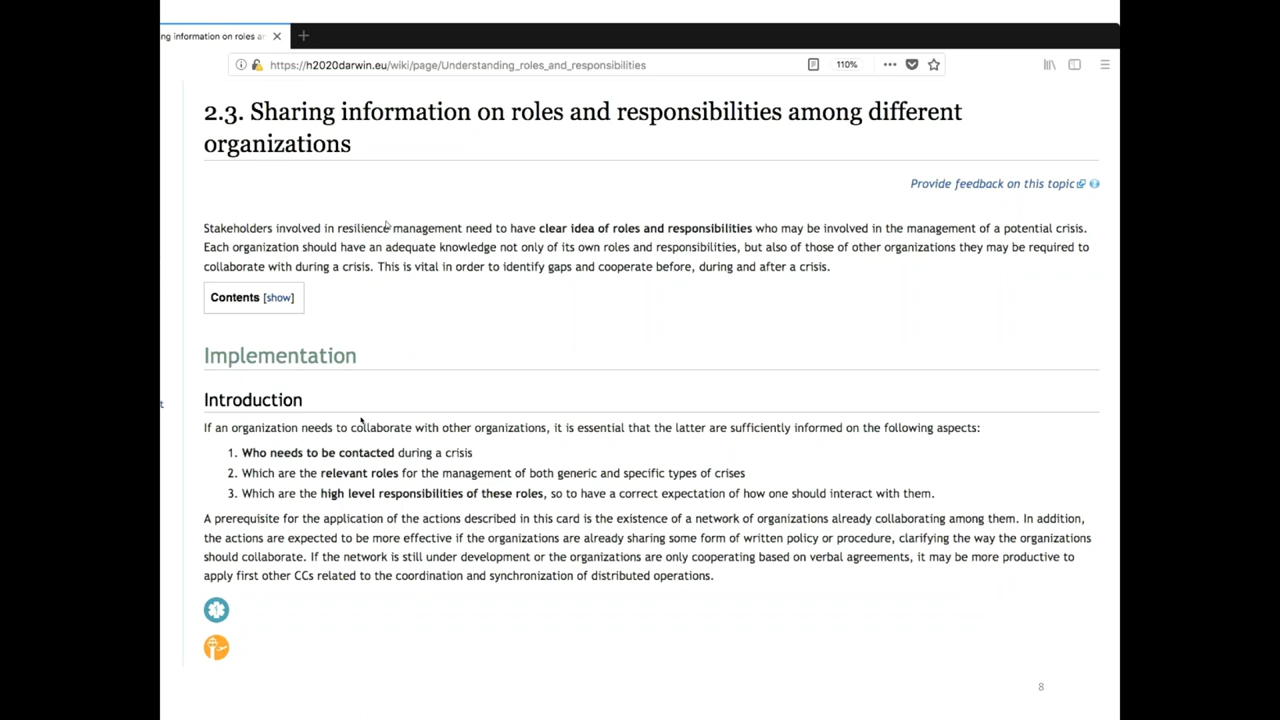 ng information on roles a
https://h2020darwin.eu/wiki/page/Understanding_roles_and_responsibilities
110%
2.3. Sharing information on roles and responsibilities among different
organizations
Provide feedback on this topic
Stakeholders involved in resilience management need to have clear idea of roles and responsibilities who may be involved in the management of a potential crisis.
Each organization should have an adequate knowledge not only of its own roles and responsibilities, but also of those of other organizations they may be required to
collaborate with during a crisis. This is vital in order to identify gaps and cooperate before, during and after a crisis.
Contents [show]
Implementation
Introduction
If an organization needs to collaborate with other organizations, it is essential that the latter are sufficiently informed on the following aspects:
1. Who needs to be contacted during a crisis
2. Which are the relevant roles for the management of both generic and specific types of crises
3. Which are the high level responsibilities of these roles, so to have a correct expectation of how one should interact with them.
A prerequisite for the application of the actions described in this card is the existence of a network of organizations already collaborating among them. In addition,
the actions are expected to be more effective if the organizations are already sharing some form of written policy or procedure, clarifying the way the organizations
should collaborate. If the network is still under development or the organizations are only cooperating based on verbal agreements, it may be more productive to
apply first other CCs related to the coordination and synchronization of distributed operations.
t
8